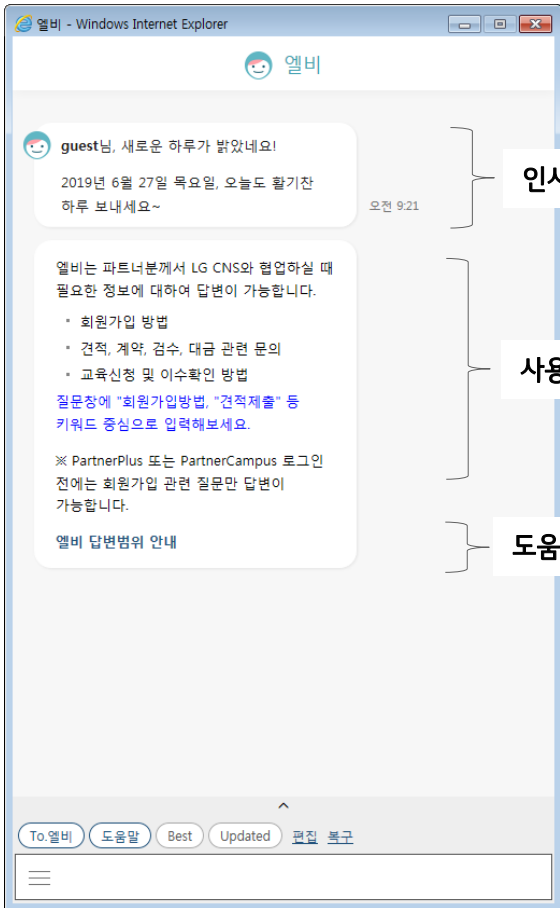 엘비 - Windows Internet Explorer
엘비
guest님, 새로운 하루가 밝았네요!
2019년 6월 27일 목요일, 오늘도 활기찬
하루 보내세요~
오전 9:21
엘비는 파트너분께서 LG CNS와 협업하실 때
필요한 정보에 대하여 답변이 가능합니다.
▪ 회원가입 방법
▪ 견적, 계약, 검수, 대금 관련 문의
▪ 교육신청 및 이수확인 방법
질문창에 "회원가입방법, "견적제출" 등
키워드 중심으로 입력해보세요.
※ PartnerPlus 또는 PartnerCampus 로그인
전에는 회원가입 관련 질문만 답변이
가능합니다.
사용
엘비 답변범위 안내
도움
To.엘비 도움말 Best Updated 편집 복구